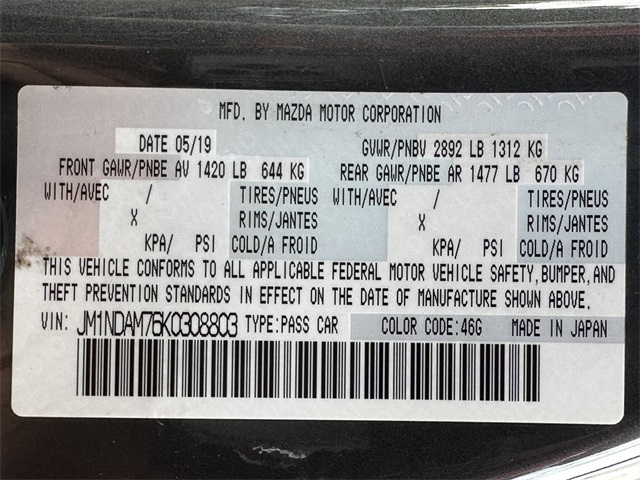 MFD. BY MAZDA MOTOR CORPORATION
DATE 05/19 GVWR/PNBV 2892 LB 1312 KG
FRONT GAWR/PNBE AV 1420 LB 644 KG REAR GAWR/PNBE AR 1477 LB 670 KG
WITH/AVEC / TIRES/PNEUS WITH/AVEC / TIRES/PNEUS
X RIMS/JANTES X RIMS/JANTES
KPA/ PSI COLD/A FROID KPA/ PSI COLD/A FROID
THIS VEHICLE CONFORMS TO ALL APPLICABLE FEDERAL MOTOR VEHICLE SAFETY,BUMPER,AND
THEFT PREVENTION STANDARDS IN EFFECT ON THE DATE OF MANUFACTURE SHOWN ABOVE.
VIN: JM1NDAM76K0308803 TYPE:PASS CAR COLOR CODE:46G MADE IN JAPAN